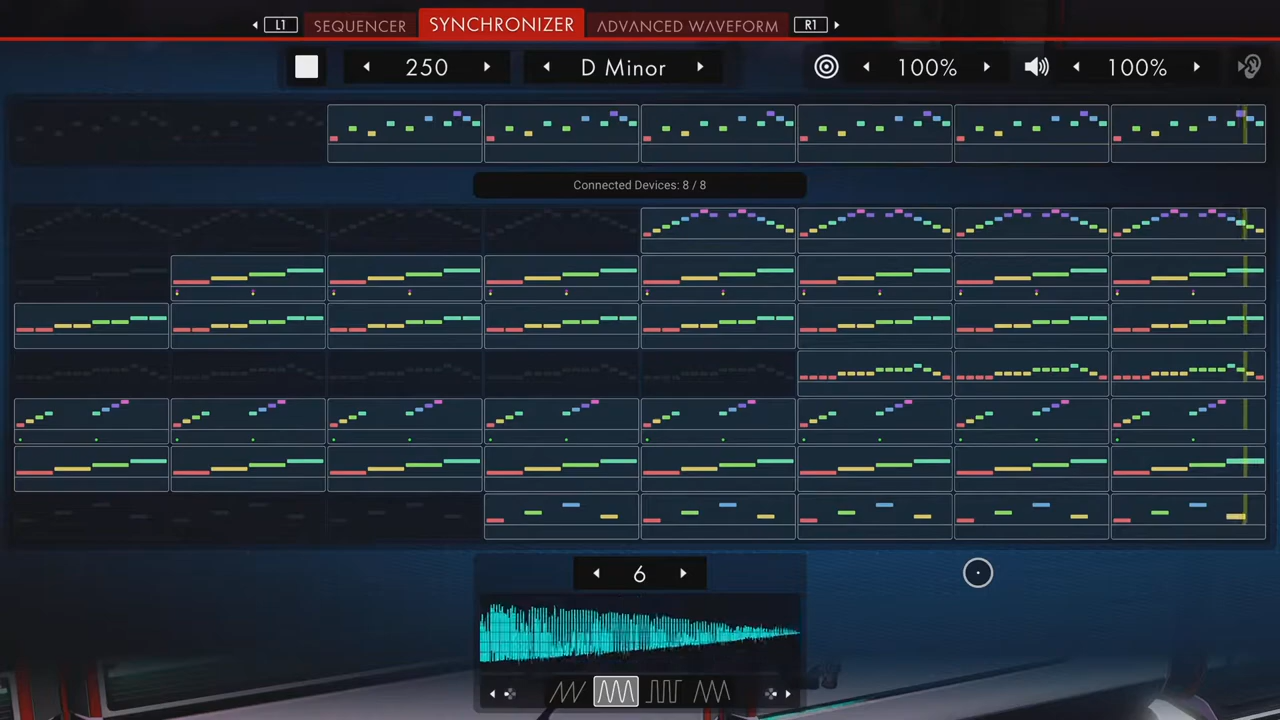 L1 SEQUENCER SYNCHRONIZER ADVANCED WAVEFORM R1
250 D Minor 100% 100%
Connected Devices: 8 / 8
6